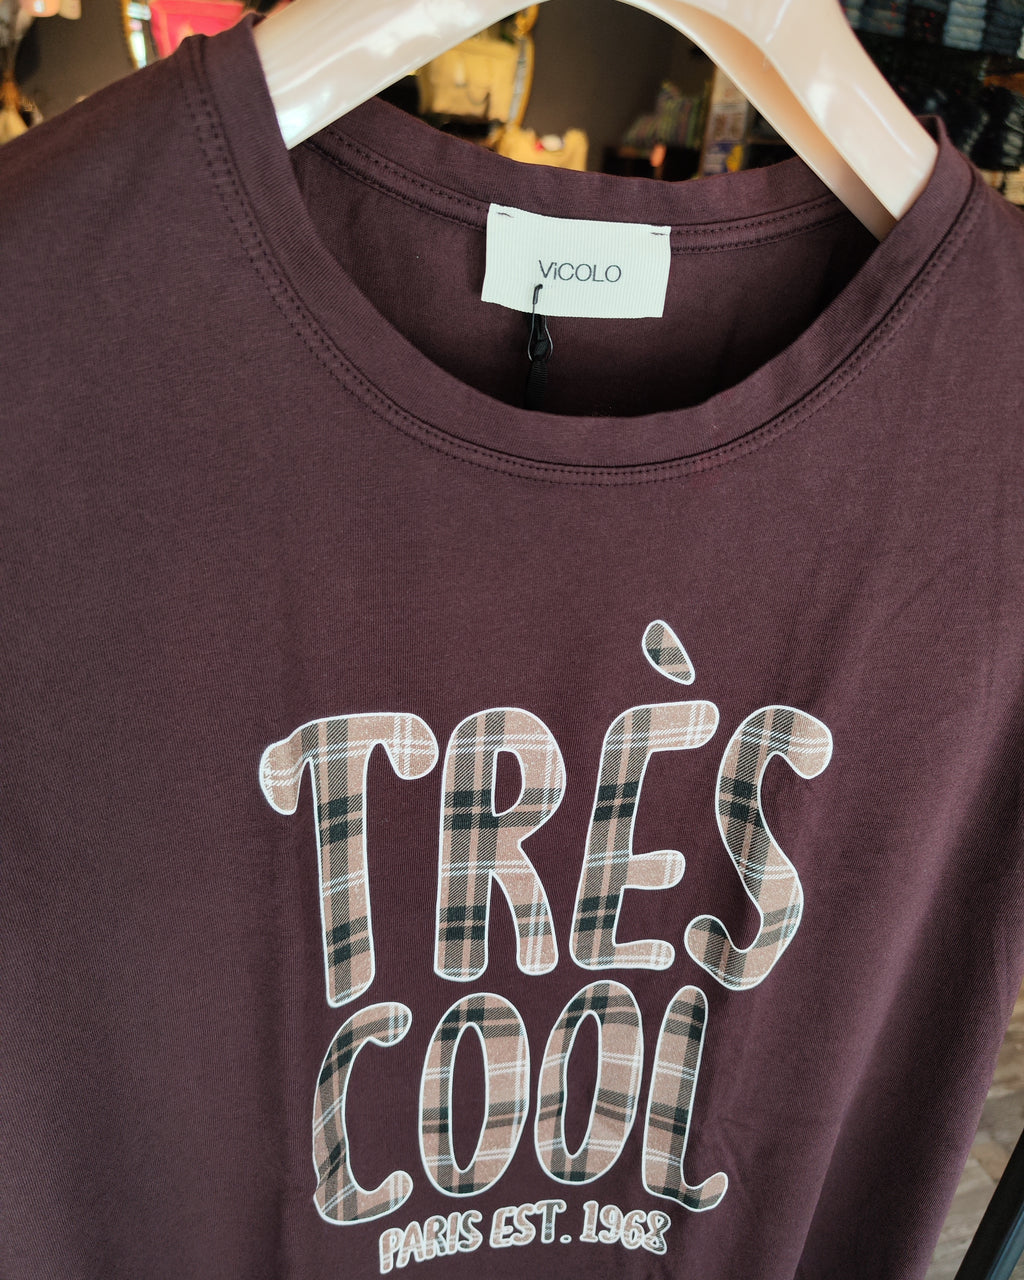 ViCOLO
TRÈS
COOL
PARIS EST. 1968